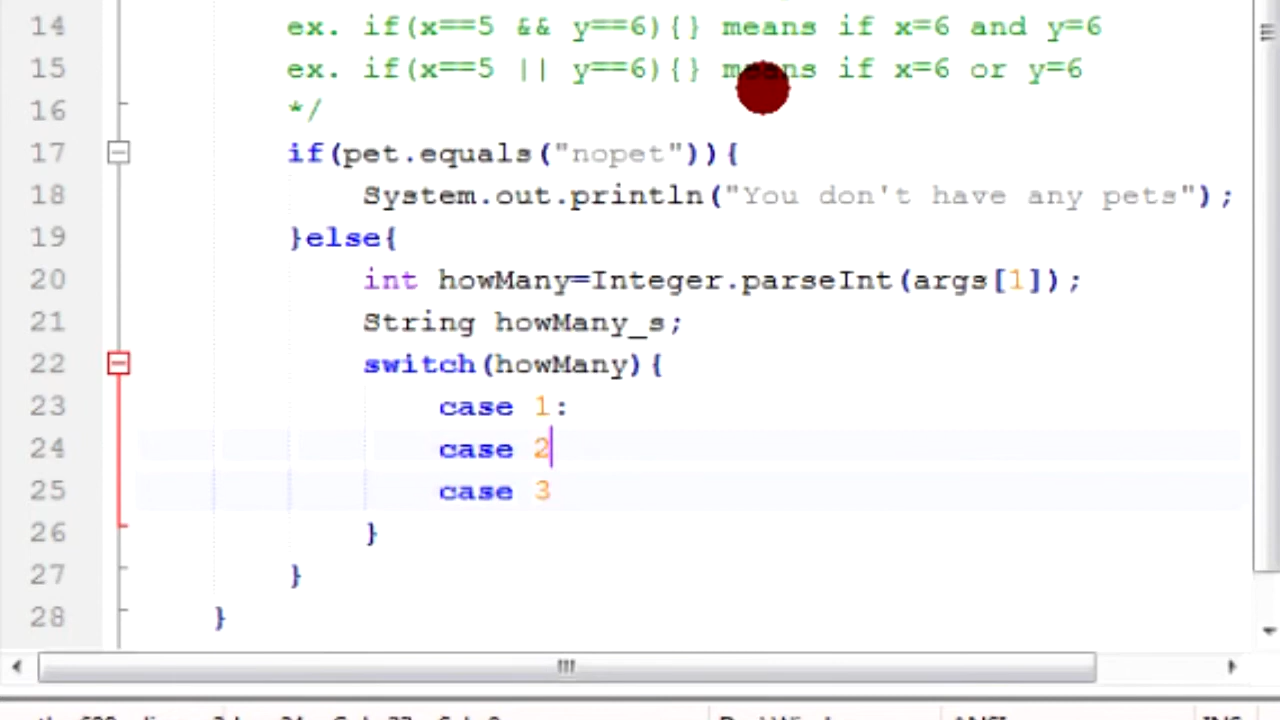 14 ex. if(x==5 && y==6){} means if x=6 and y=6
15 ex. if(x==5 || y==6){} means if x=6 or y=6
16 */
17 if(pet.equals("nopet")){
18 System.out.println("You don't have any pets");
19 }else{
20 int howMany=Integer.parseInt(args[1]);
21 String howMany_s;
22 switch(howMany){
23 case 1:
24 case 2
25 case 3
26 }
27 }
28 }